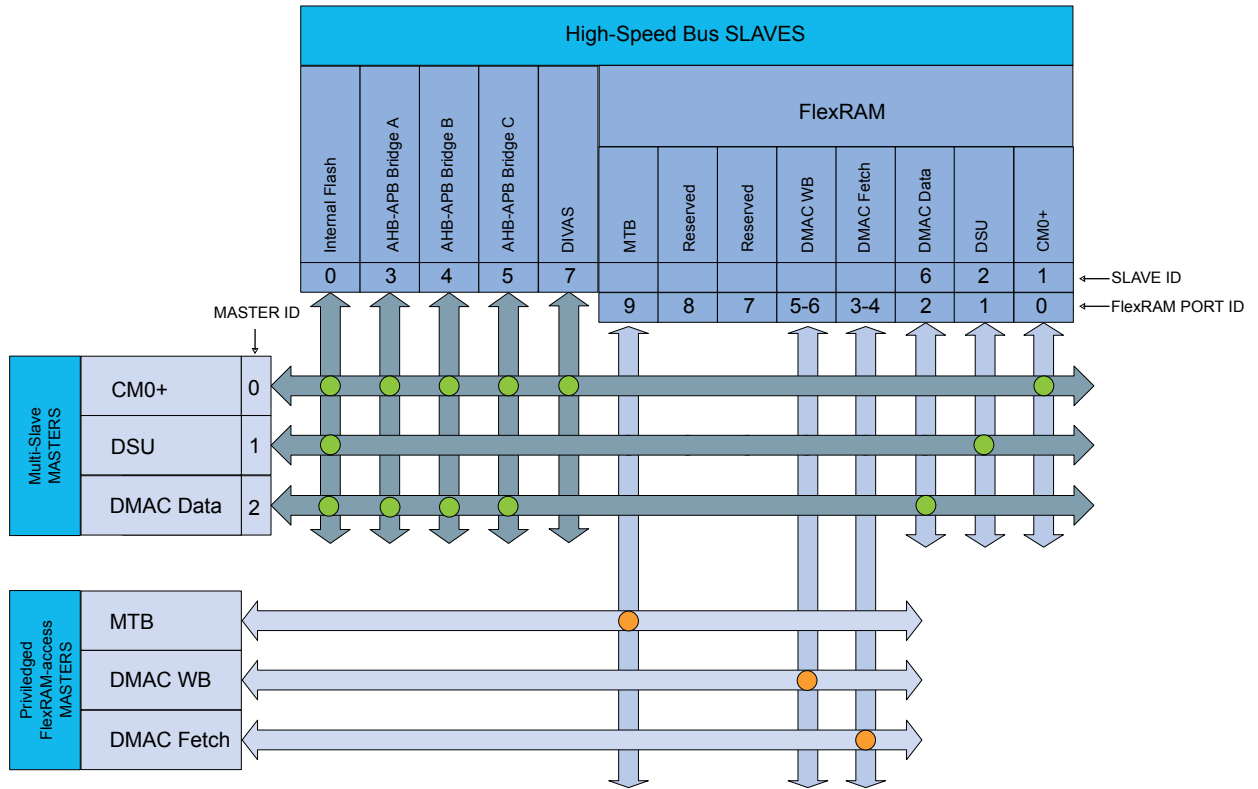 High-Speed Bus SLAVES
FlexRAM
Internal Flash
AHB-APB Bridge A
AHB-APB Bridge B
AHB-APB Bridge C
DIVAS
MTB
Reserved
Reserved
DMAC WB
DMAC Fetch
DMAC Data
DSU
CM0+
0 3 4 5 7 6 2 1 SLAVE ID
9 8 7 5-6 3-4 2 1 0 FlexRAM PORT ID
MASTER ID
Multi-Slave
MASTERS
CM0+ 0
DSU 1
DMAC Data 2
Priviledged
FlexRAM-access
MASTERS
MTB
DMAC WB
DMAC Fetch